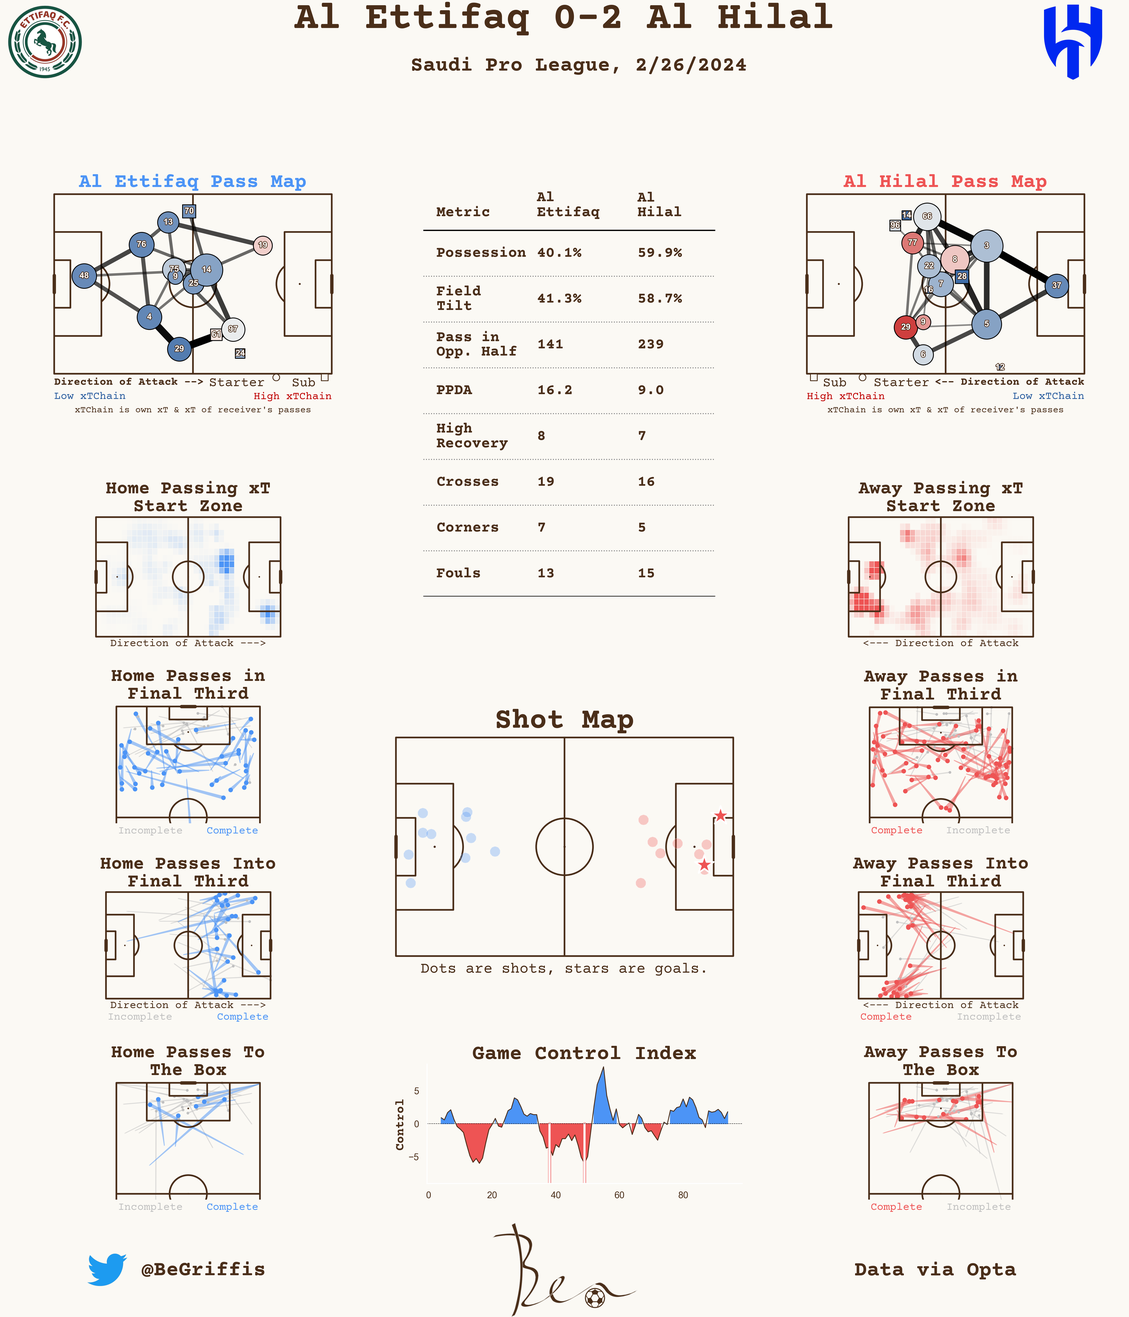 Al Ettifaq 0-2 Al Hilal
Saudi Pro League, 2/26/2024
ETTIFAQ F.C.
1945
Al Ettifaq Pass Map
70
13
76
19
75
14
48
9
25
4
97
61
29
24
Direction of Attack --> Starter Sub
Low xTChain High xTChain
xTChain is own xT & xT of receiver's passes
Metric Al Ettifaq Al Hilal
Possession 40.1% 59.9%
Field Tilt 41.3% 58.7%
Pass in Opp. Half 141 239
PPDA 16.2 9.0
High Recovery 8 7
Crosses 19 16
Corners 7 5
Fouls 13 15
Al Hilal Pass Map
14
66
96
77
3
8
22
28
7
16
37
29
9
5
6
12
Sub Starter <-- Direction of Attack
High xTChain Low xTChain
xTChain is own xT & xT of receiver's passes
Home Passing xT
Start Zone
Direction of Attack --->
Away Passing xT
Start Zone
<--- Direction of Attack
Home Passes in
Final Third
Incomplete Complete
Shot Map
Dots are shots, stars are goals.
Away Passes in
Final Third
Complete Incomplete
Home Passes Into
Final Third
Direction of Attack --->
Incomplete Complete
Away Passes Into
Final Third
<--- Direction of Attack
Complete Incomplete
Home Passes To
The Box
Incomplete Complete
Game Control Index
Control
5
0
−5
0 20 40 60 80
Away Passes To
The Box
Complete Incomplete
@BeGriffis
Ben
Data via Opta